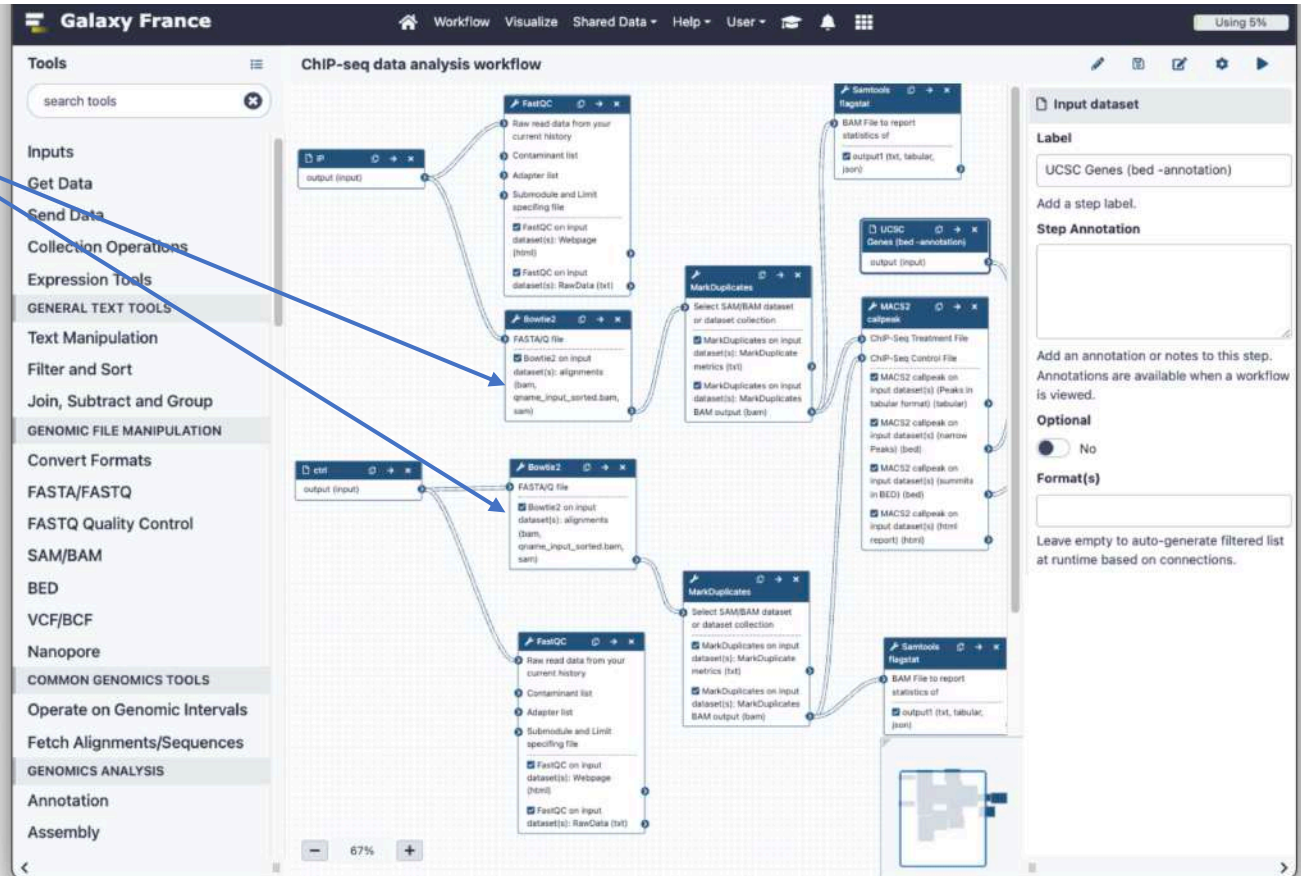 Galaxy France
Workflow Visualize Shared Data Help User
Using 5%
Tools
search tools
Inputs
Get Data
Send Data
Collection Operations
Expression Tools
GENERAL TEXT TOOLS
Text Manipulation
Filter and Sort
Join, Subtract and Group
GENOMIC FILE MANIPULATION
Convert Formats
FASTA/FASTQ
FASTQ Quality Control
SAM/BAM
BED
VCF/BCF
Nanopore
COMMON GENOMICS TOOLS
Operate on Genomic Intervals
Fetch Alignments/Sequences
GENOMICS ANALYSIS
Annotation
Assembly
ChIP-seq data analysis workflow
IP
output (input)
FastQC
Raw read data from your
current history
Contaminant list
Adapter list
Submodule and Limit
specifing file
FastQC on input
dataset(s): Webpage
(html)
FastQC on input
dataset(s): RawData (txt)
Bowtie2
FASTA/Q file
Bowtie2 on input
dataset(s): alignments
(bam,
qname_input_sorted.bam,
sam)
ctrl
output (input)
Bowtie2
FASTA/Q file
Bowtie2 on input
dataset(s): alignments
(bam,
qname_input_sorted.bam,
sam)
FastQC
Raw read data from your
current history
Contaminant list
Adapter list
Submodule and Limit
specifing file
FastQC on input
dataset(s): Webpage
(html)
FastQC on input
dataset(s): RawData (txt)
MarkDuplicates
Select SAM/BAM dataset
or dataset collection
MarkDuplicates on input
dataset(s): MarkDuplicate
metrics (txt)
MarkDuplicates on input
dataset(s): MarkDuplicates
BAM output (bam)
MarkDuplicates
Select SAM/BAM dataset
or dataset collection
MarkDuplicates on input
dataset(s): MarkDuplicate
metrics (txt)
MarkDuplicates on input
dataset(s): MarkDuplicates
BAM output (bam)
Samtools
flagstat
BAM File to report
statistics of
output1 (txt, tabular,
json)
UCSC
Genes (bed -annotation)
output (input)
MACS2
callpeak
ChIP-Seq Treatment File
ChIP-Seq Control File
MACS2 callpeak on
input dataset(s) (Peaks in
tabular format) (tabular)
MACS2 callpeak on
input dataset(s) (narrow
Peaks) (bed)
MACS2 callpeak on
input dataset(s) (summits
in BED) (bed)
MACS2 callpeak on
input dataset(s) (html
report) (html)
Samtools
flagstat
BAM File to report
statistics of
output1 (txt, tabular,
json)
67%
Input dataset
Label
UCSC Genes (bed -annotation)
Add a step label.
Step Annotation
Add an annotation or notes to this step.
Annotations are available when a workflow
is viewed.
Optional
No
Format(s)
Leave empty to auto-generate filtered list
at runtime based on connections.